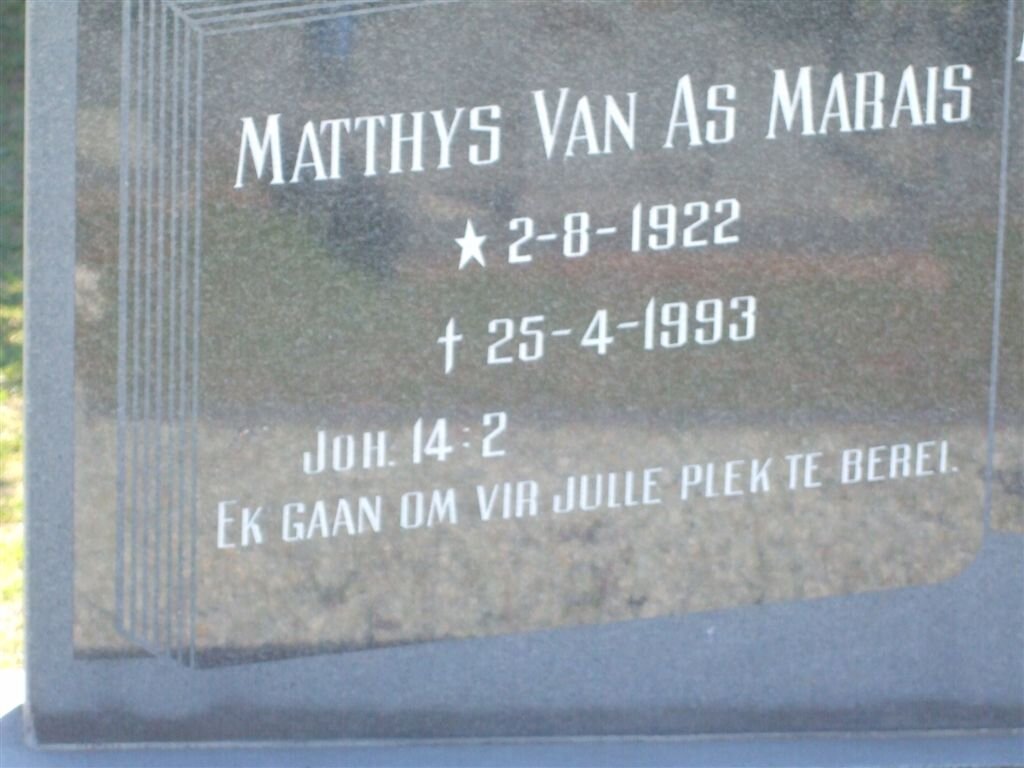 Matthys Van As Marais
★ 2-8-1922
† 25-4-1993
Joh. 14:2
Ek gaan om vir julle plek te berei.